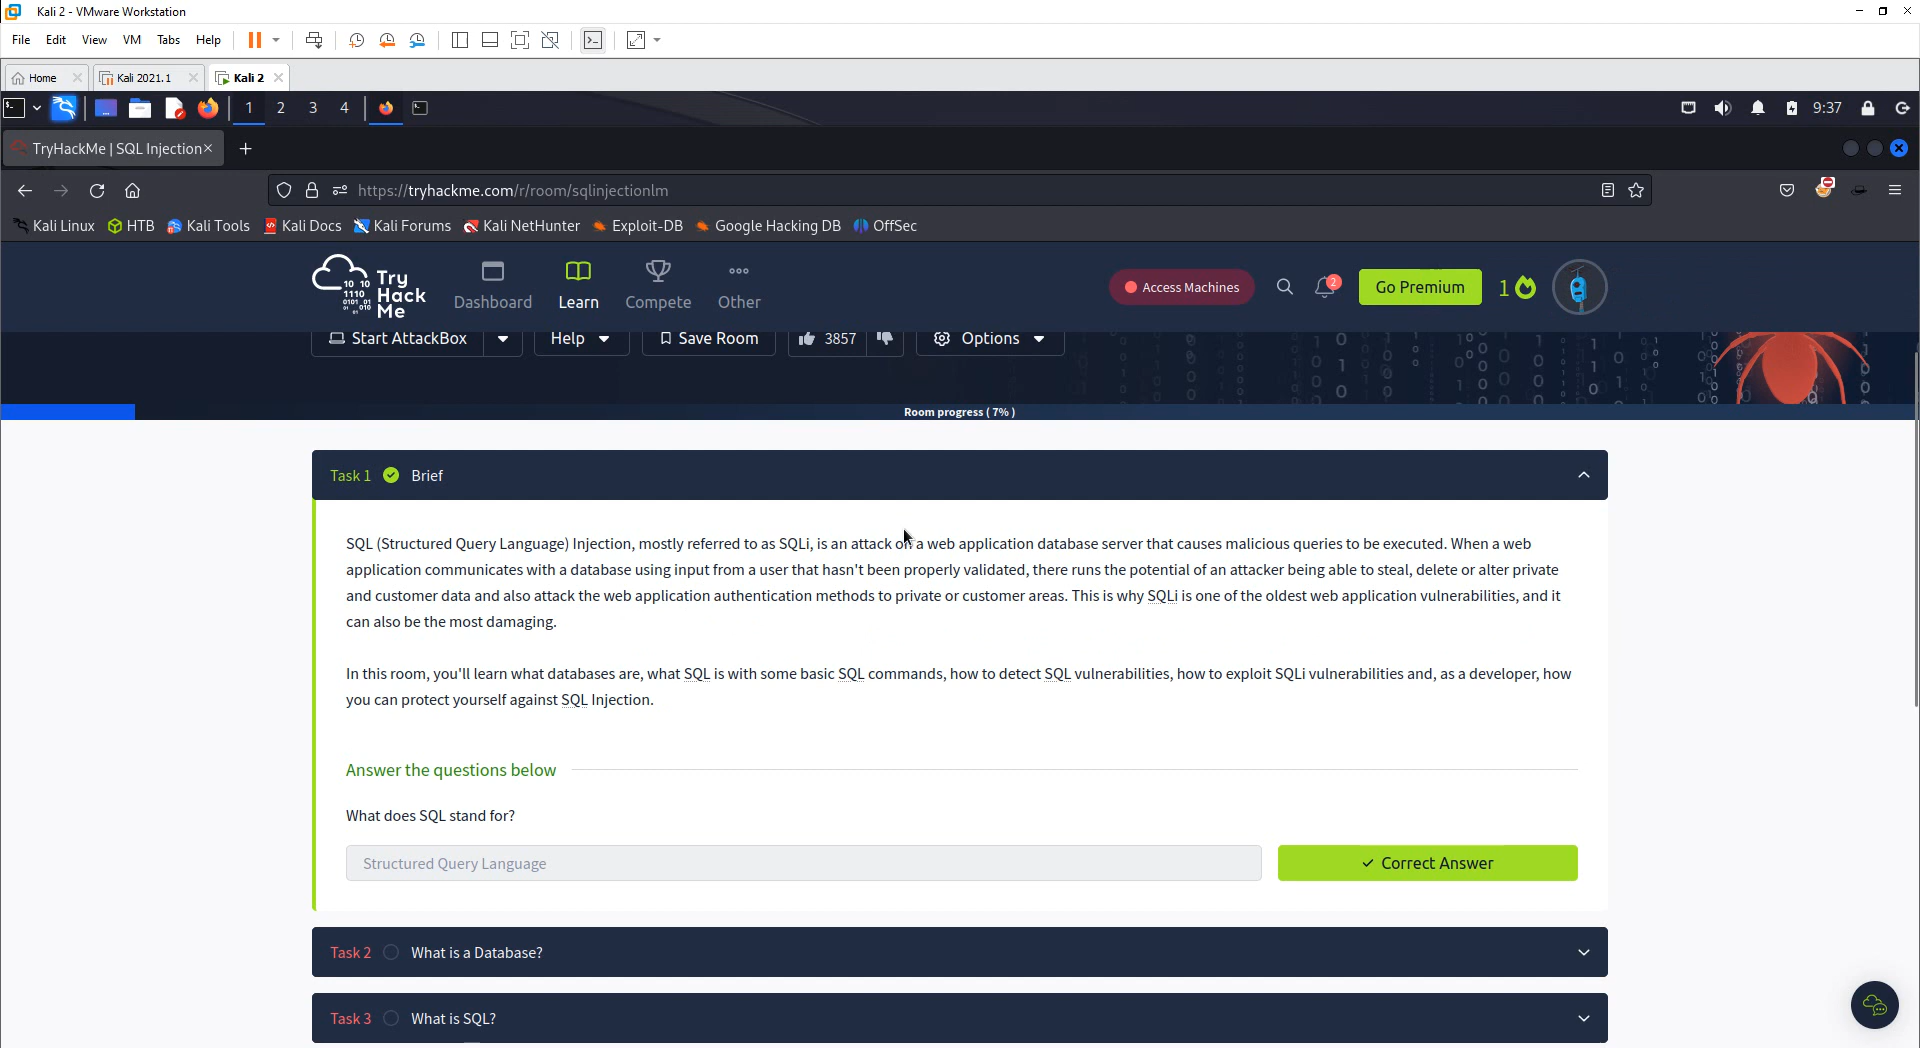 Kali 2 - VMware Workstation
File Edit View VM Tabs Help
Home Kali 2021.1 Kali 2
1 2 3 4 9:37
TryHackMe | SQL Injection
https://tryhackme.com/r/room/sqlinjectionlm
Kali Linux HTB Kali Tools Kali Docs Kali Forums Kali NetHunter Exploit-DB Google Hacking DB OffSec
Try Hack Me
Dashboard Learn Compete Other
Access Machines 2 Go Premium 1
Start AttackBox Help Save Room 3857 Options
Room progress ( 7% )
Task 1 Brief
SQL (Structured Query Language) Injection, mostly referred to as SQLi, is an attack on a web application database server that causes malicious queries to be executed. When a web
application communicates with a database using input from a user that hasn't been properly validated, there runs the potential of an attacker being able to steal, delete or alter private
and customer data and also attack the web application authentication methods to private or customer areas. This is why SQLi is one of the oldest web application vulnerabilities, and it
can also be the most damaging.
In this room, you'll learn what databases are, what SQL is with some basic SQL commands, how to detect SQL vulnerabilities, how to exploit SQLi vulnerabilities and, as a developer, how
you can protect yourself against SQL Injection.
Answer the questions below
What does SQL stand for?
Structured Query Language
Correct Answer
Task 2 What is a Database?
Task 3 What is SQL?